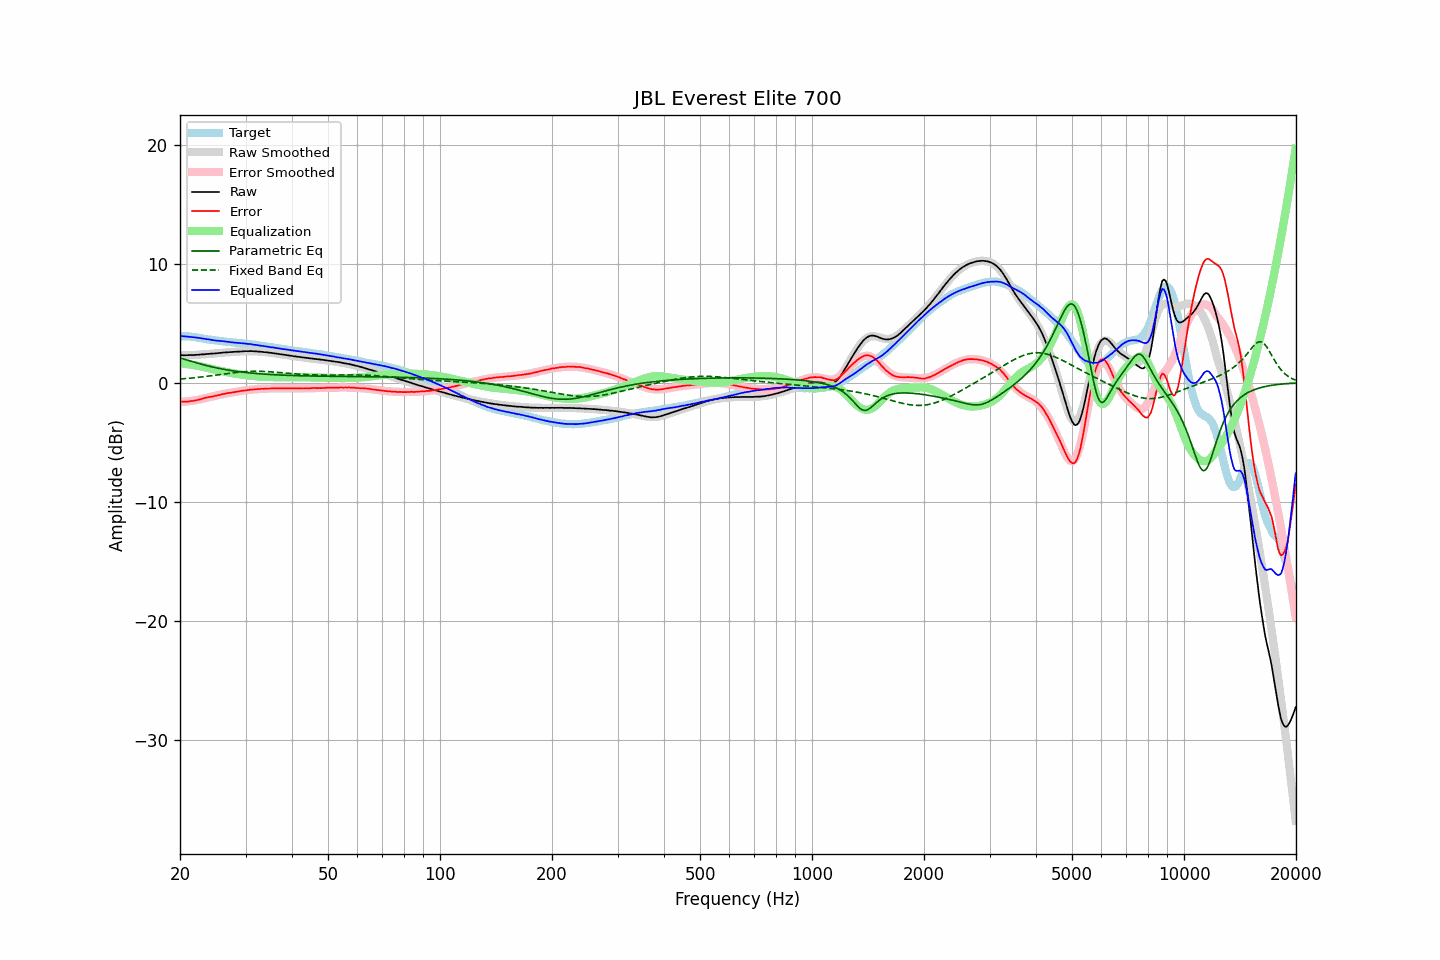 JBL Everest Elite 700
Target
Raw Smoothed
Error Smoothed
Raw
Error
Equalization
Parametric Eq
Fixed Band Eq
Equalized
20
10
0
−10
−20
−30
Amplitude (dBr)
20
50
100
200
500
1000
2000
5000
10000
20000
Frequency (Hz)